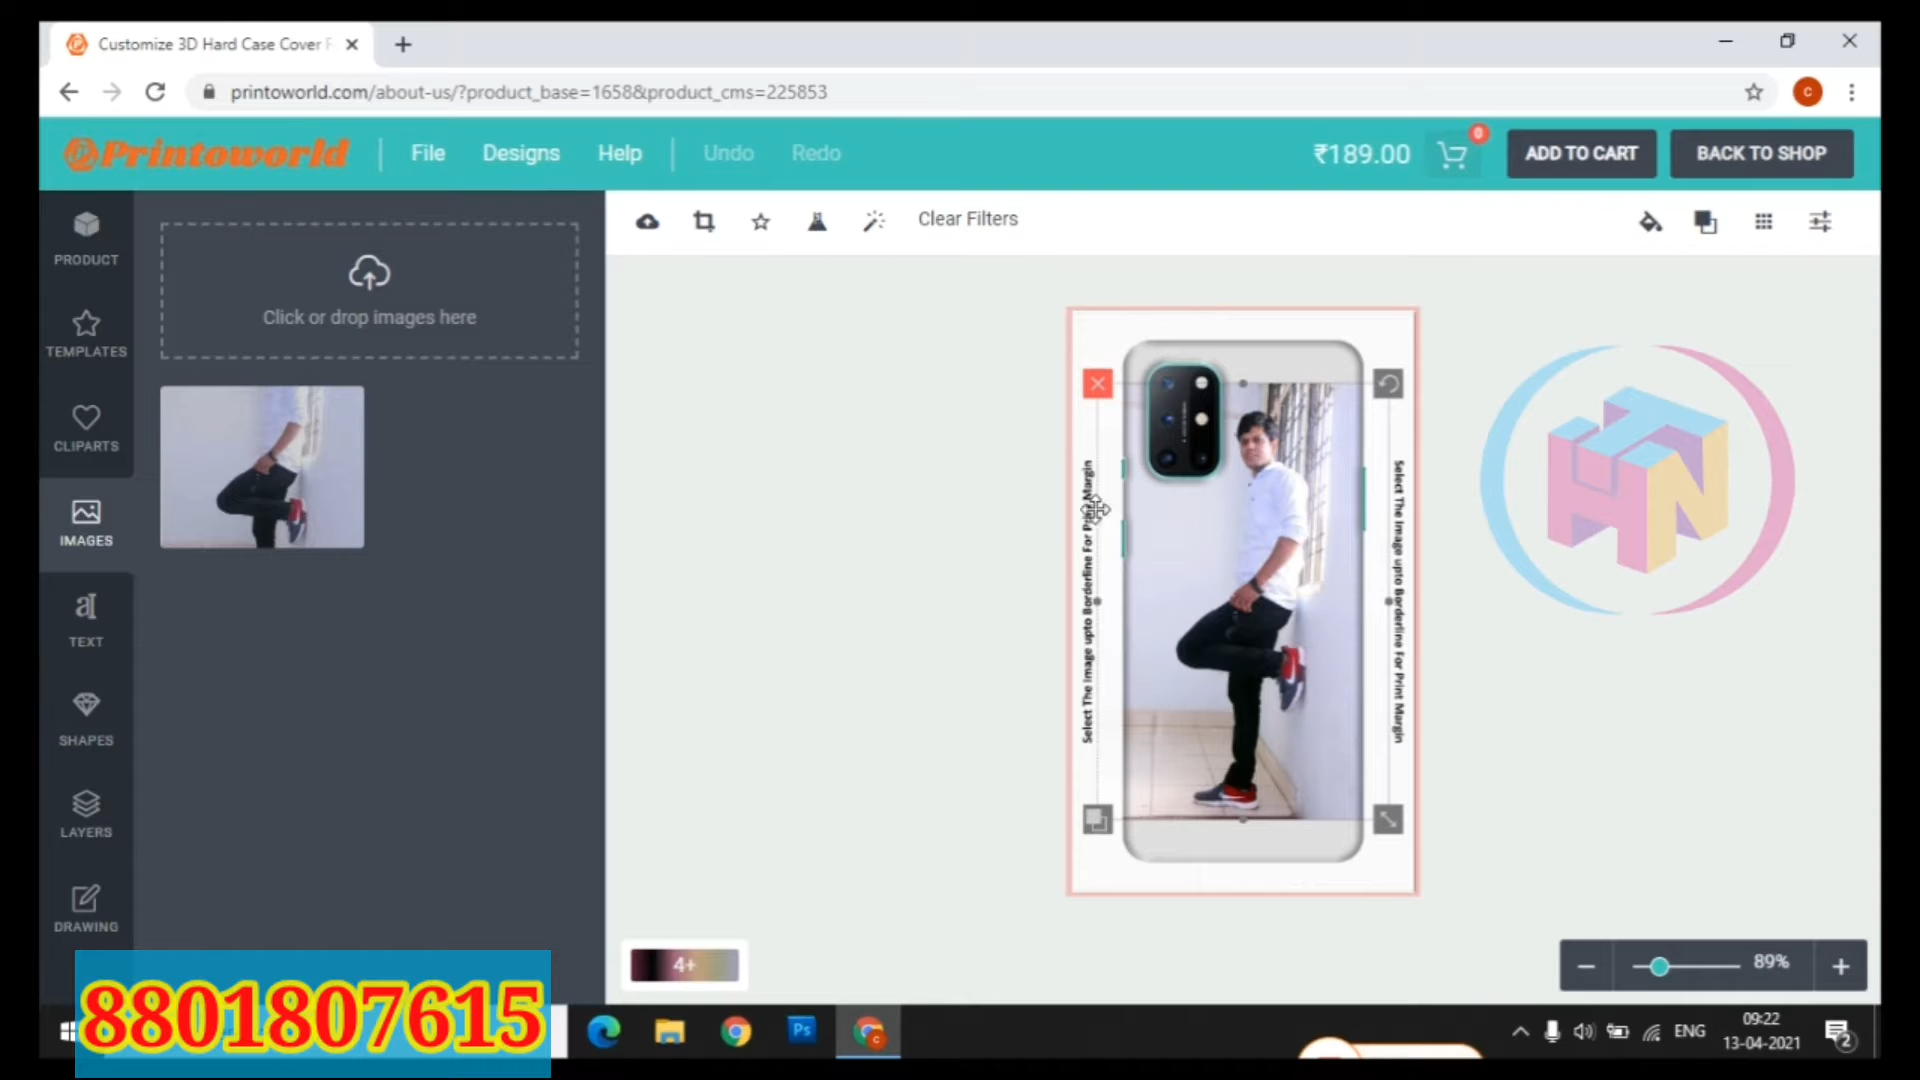 Customize 3D Hard Case Cover F
printoworld.com/about-us/?product_base=1658&product_cms=225853
C
Printoworld
File
Designs
Help
Undo
Redo
₹189.00
0
ADD TO CART
BACK TO SHOP
PRODUCT
TEMPLATES
CLIPARTS
IMAGES
TEXT
SHAPES
LAYERS
DRAWING
Click or drop images here
Clear Filters
Select The Image upto Borderline For Print Margin
Select The Image upto Borderline For Print Margin
HTN
4+
89%
8801807615
Ps
C
ENG
09:22
13-04-2021
2